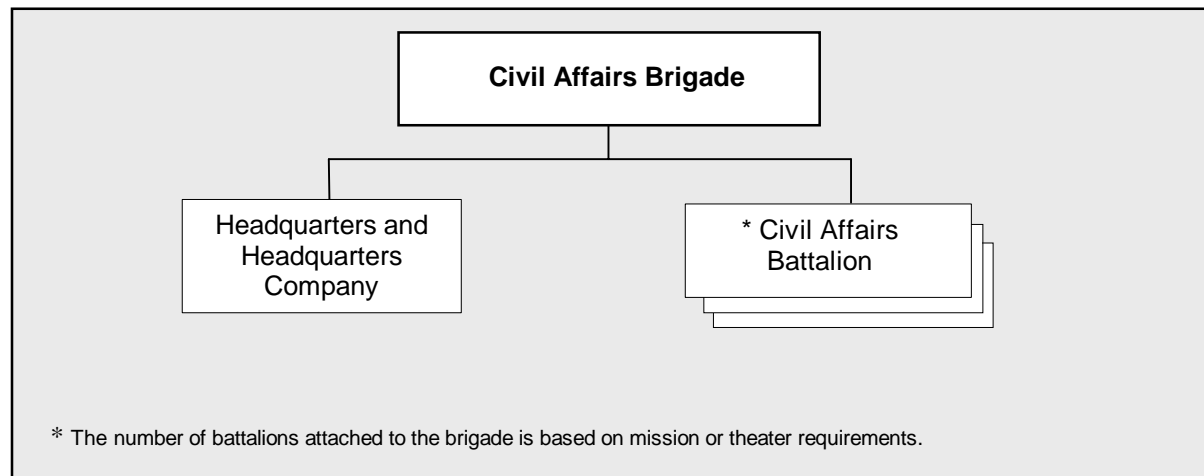 Civil Affairs Brigade
Headquarters and
Headquarters
Company
* Civil Affairs
Battalion
* The number of battalions attached to the brigade is based on mission or theater requirements.